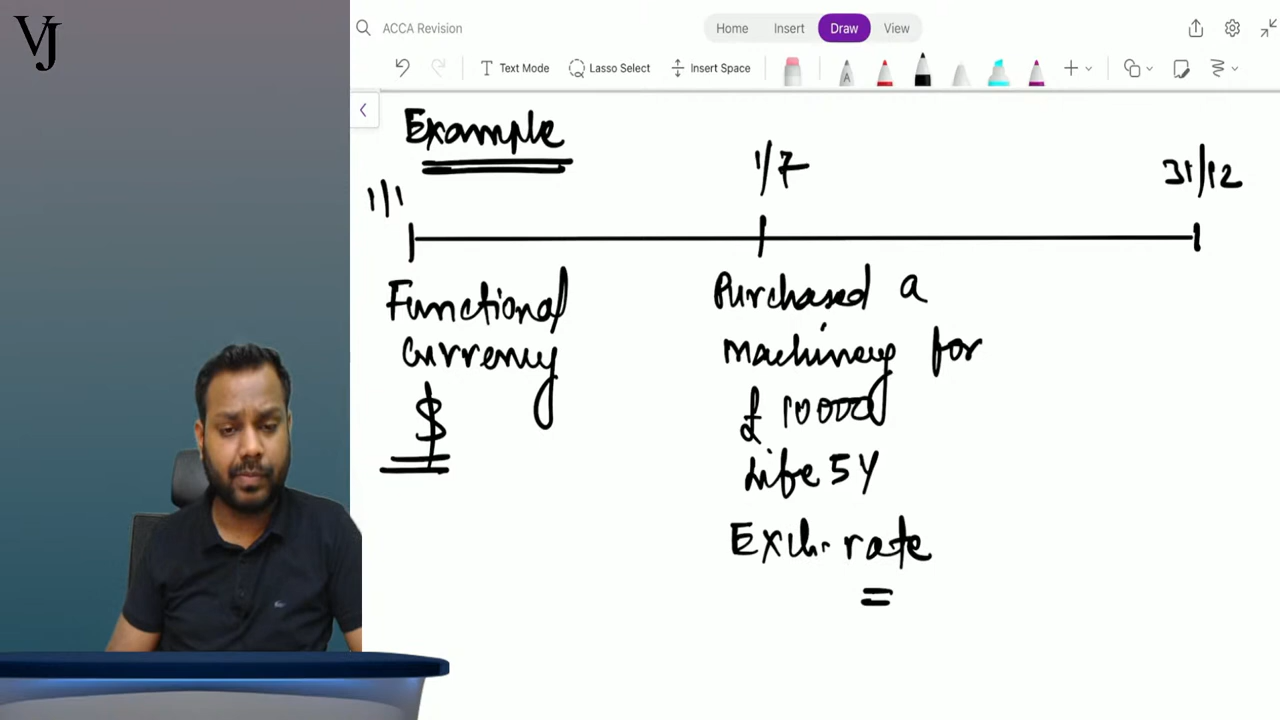 VJ
ACCA Revision
Home Insert Draw View
Text Mode Lasso Select Insert Space
A
Example
1/1 1/7 31/12
Functional
currency
$
Purchased a
machinery for
£ 10000
Life 5Y
Exch. rate
=